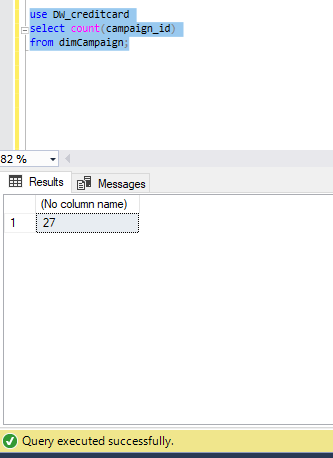 use DW_creditcard
select count(campaign_id)
from dimCampaign;
82 %
Results
Messages
(No column name)
1
27
Query executed successfully.